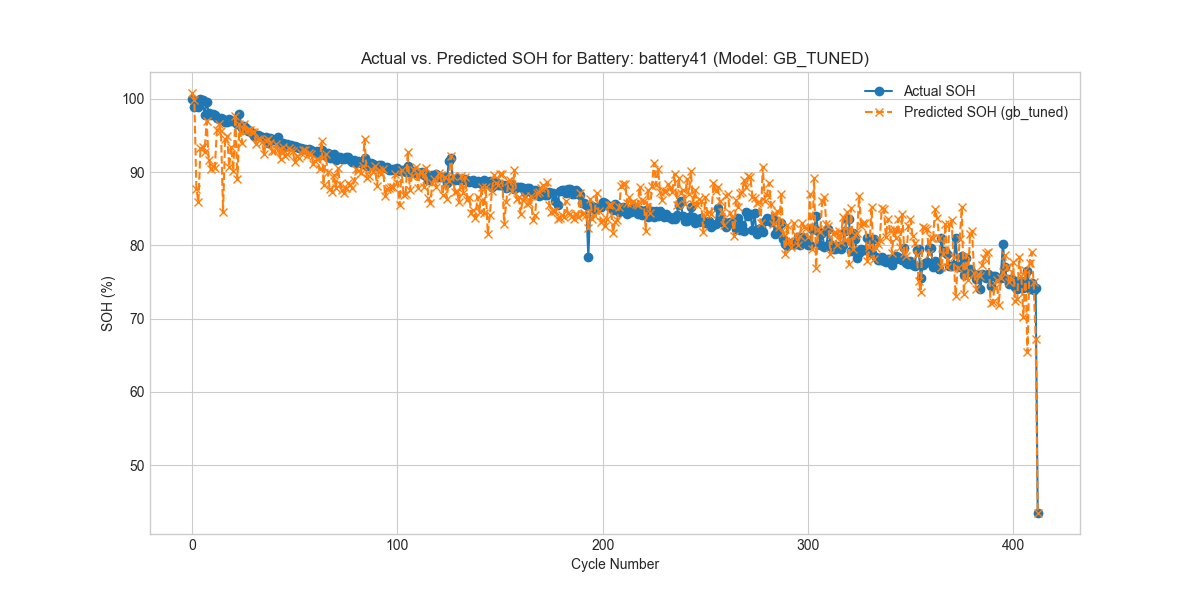 Actual vs. Predicted SOH for Battery: battery41 (Model: GB_TUNED)
Actual SOH
Predicted SOH (gb_tuned)
SOH (%)
100
90
80
70
60
50
0
100
200
300
400
Cycle Number